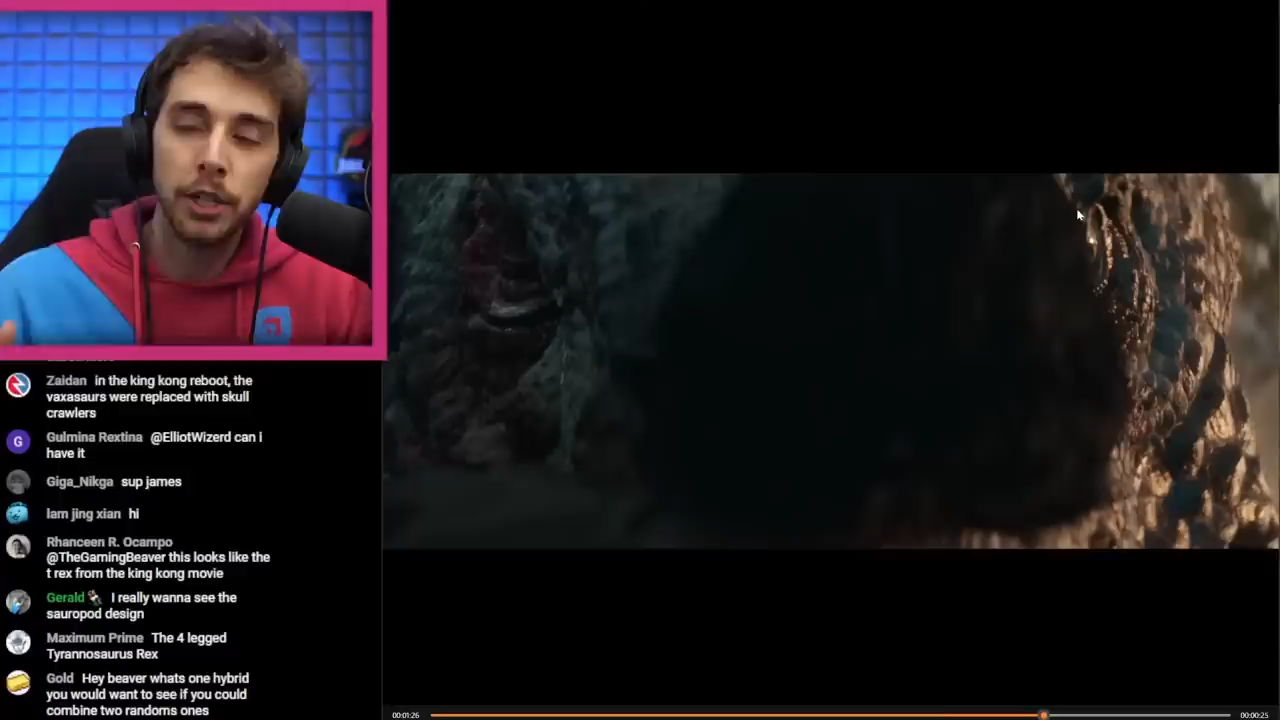 Zaidan in the king kong reboot, the
vaxasaurs were replaced with skull
crawlers
Gulmina Rextina @ElliotWizerd can i
have it
Giga_Nikga sup james
lam jing xian hi
Rhanceen R. Ocampo
@TheGamingBeaver this looks like the
t rex from the king kong movie
Gerald I really wanna see the
sauropod design
Maximum Prime The 4 legged
Tyrannosaurus Rex
Gold Hey beaver whats one hybrid
you would want to see if you could
combine two randoms ones
00:01:26
00:00:25